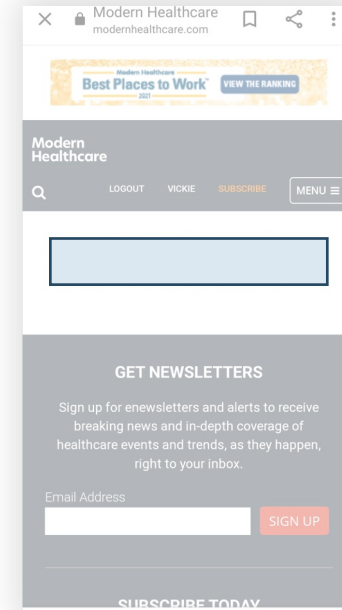 Modern Healthcare
modernhealthcare.com
Modern Healthcare
Best Places to Work™
2021
VIEW THE RANKING
Modern
Healthcare
LOGOUT VICKIE SUBSCRIBE MENU
GET NEWSLETTERS
Sign up for enewsletters and alerts to receive
breaking news and in-depth coverage of
healthcare events and trends, as they happen,
right to your inbox.
Email Address
SIGN UP
SUBSCRIBE TODAY